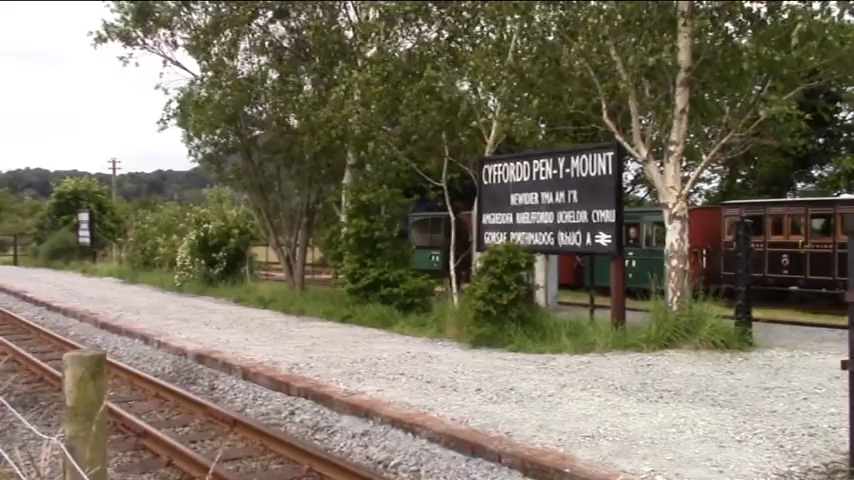 CYFFORDD PEN-Y-MOUNT
NEWIDIER YMA AM I'R
AMGUEDDFA RHEILFFORDD UCHELDIR CYMRU
GORSAF PORTHMADOG (RhUC) A